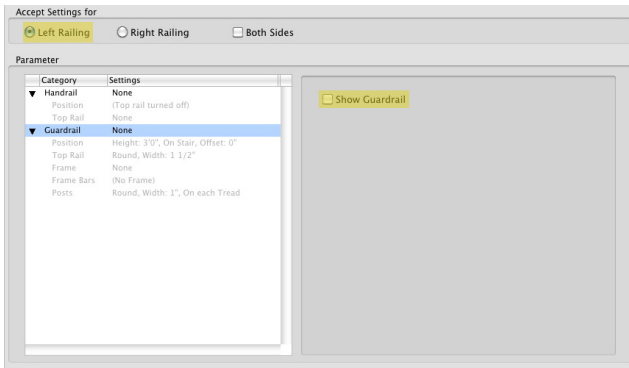 Accept Settings for
Left Railing Right Railing Both Sides
Parameter
Category Settings
Handrail None
Position (Top rail turned off)
Top Rail None
Guardrail None
Position Height: 3'0", On Stair, Offset: 0"
Top Rail Round, Width: 1 1/2"
Frame None
Frame Bars (No Frame)
Posts Round, Width: 1", On each Tread
Show Guardrail